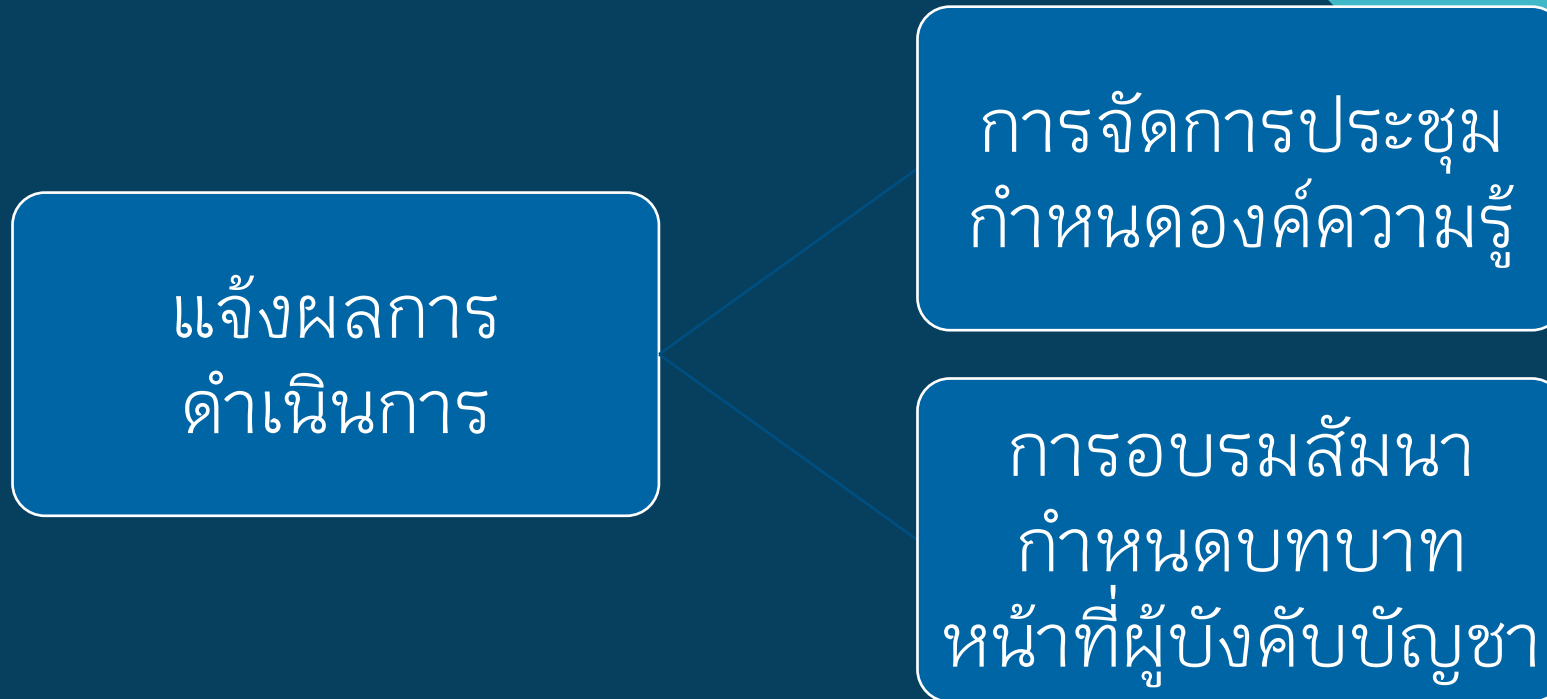 แจ้งผลการ
ดำเนินการ
การจัดการประชุม
กำหนดองค์ความรู้
การอบรมสัมนา
กำหนดบทบาท
หน้าที่ผู้บังคับบัญชา